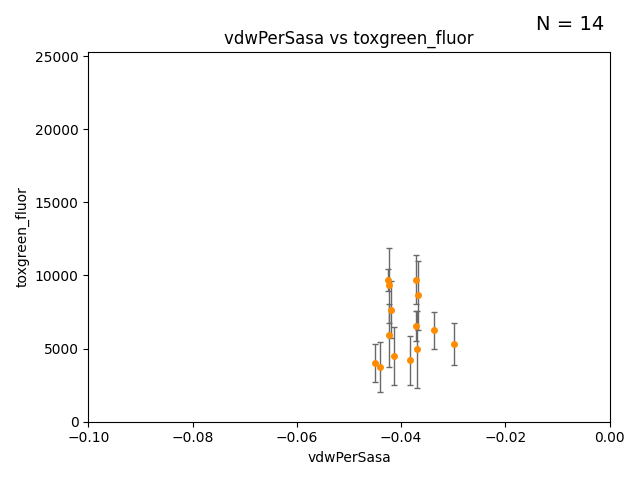 N = 14
vdwPerSasa vs toxgreen_fluor
25000
20000
15000
10000
5000
0
toxgreen_fluor
−0.10 −0.08 −0.06 −0.04 −0.02 0.00
vdwPerSasa